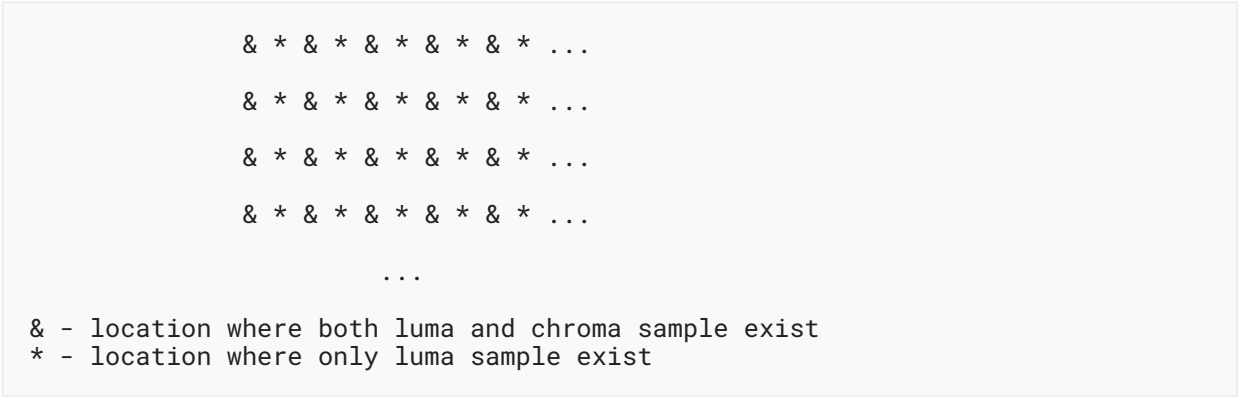 & * & * & * & * & * ...
& * & * & * & * & * ...
& * & * & * & * & * ...
& * & * & * & * & * ...
...
& - location where both luma and chroma sample exist
* - location where only luma sample exist